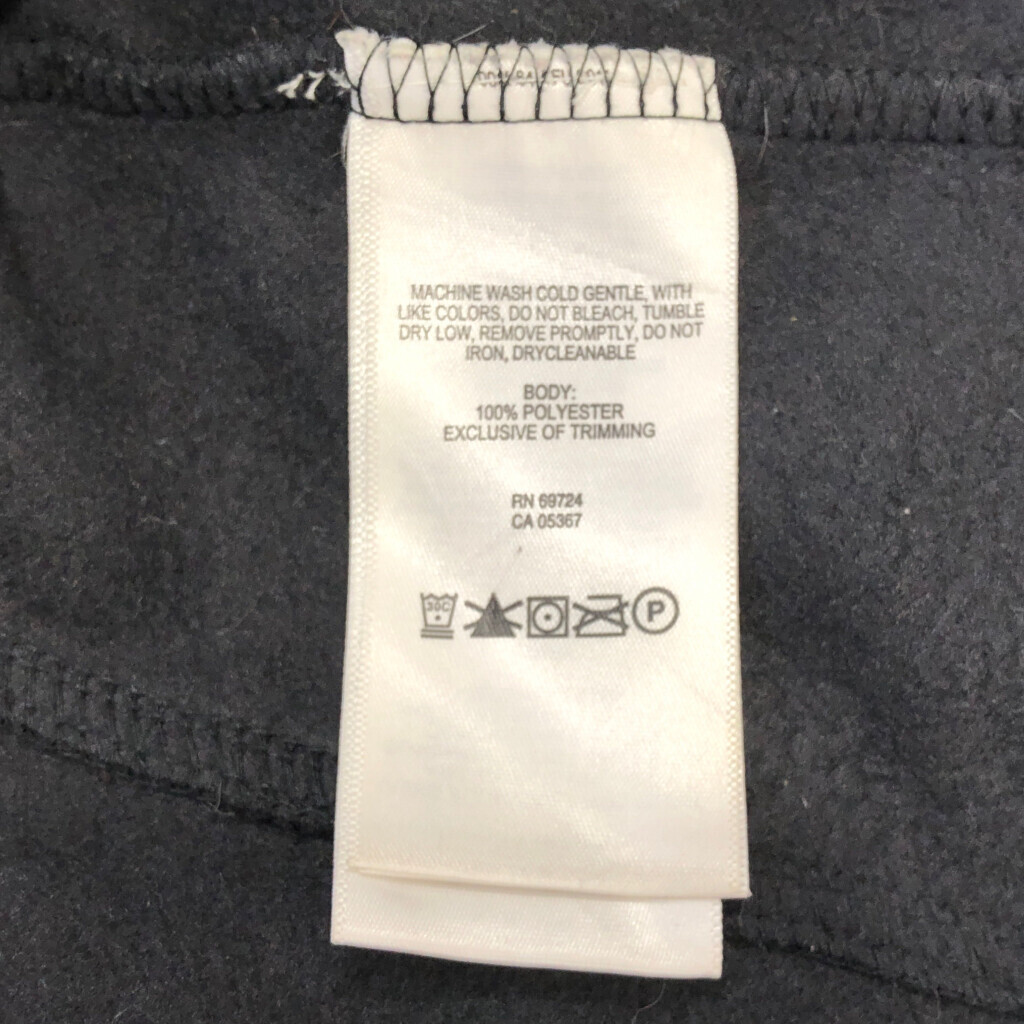 MACHINE WASH COLD GENTLE, WITH
LIKE COLORS, DO NOT BLEACH, TUMBLE
DRY LOW, REMOVE PROMPTLY, DO NOT
IRON, DRYCLEANABLE
BODY:
100% POLYESTER
EXCLUSIVE OF TRIMMING
RN 69724
CA 05367
30C
P